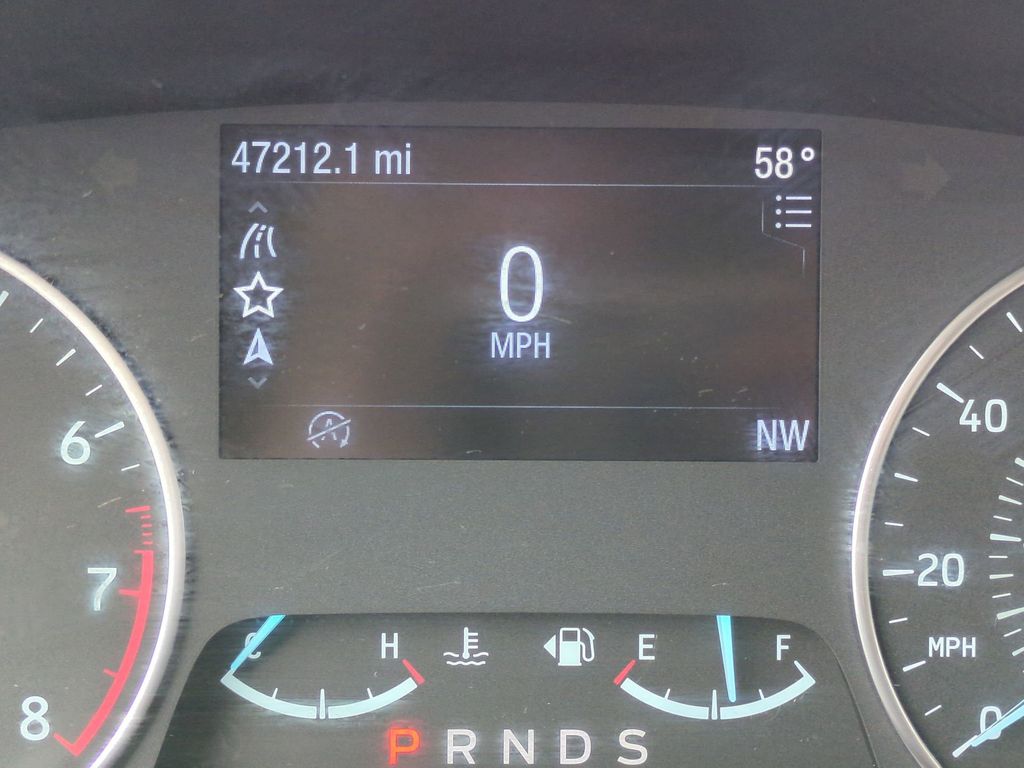 47212.1 mi 58°
0
MPH
A
NW
6
7
8
40
20
MPH
0
C H E F
P R N D S